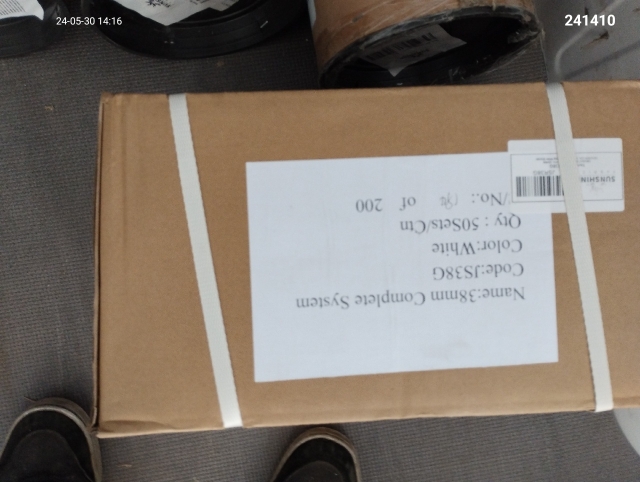 24-05-30 14:16
241410
Name:38mm Complete System
Code:JS38G
Color:White
Qty : 50Sets/Ctn
/No.: of 200
SUNSHINE